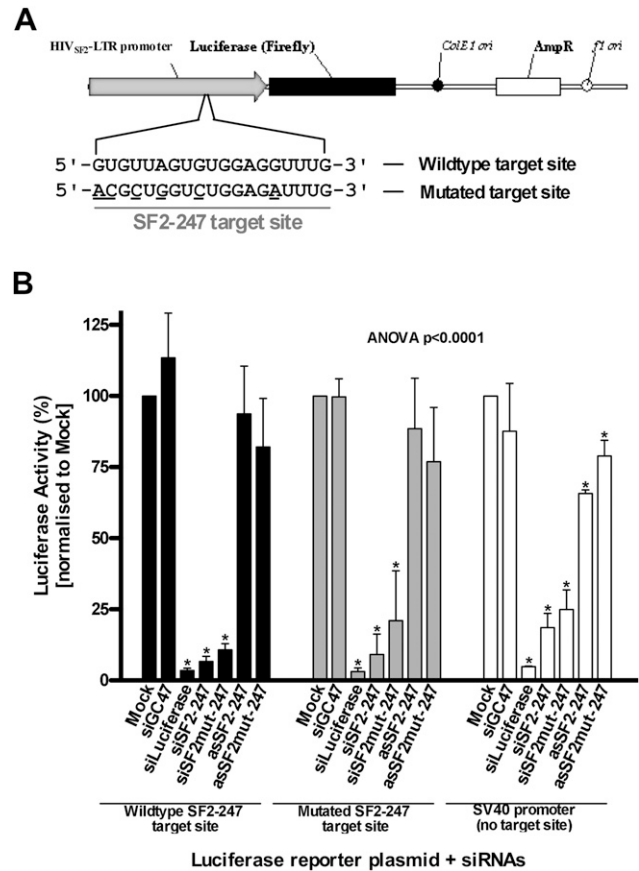 A
HIVSF2-LTR promoter
Luciferase (Firefly)
ColE1 ori
AmpR
f1 ori
5'-GUGUUAGUGUGGAGGUUUG-3' — Wildtype target site
5'-ACGCUGGUCUGGAGAUUUG-3' — Mutated target site
SF2-247 target site
B
ANOVA p<0.0001
Luciferase Activity (%)
[normalised to Mock]
125
100
75
50
25
0
* * *
* * *
* * * * *
Mock
siGC47
siLuciferase
siSF2-247
siSF2mut-247
asSF2-247
asSF2mut-247
Mock
siGC47
siLuciferase
siSF2-247
siSF2mut-247
asSF2-247
asSF2mut-247
Mock
siGC47
siLuciferase
siSF2-247
siSF2mut-247
asSF2-247
asSF2mut-247
Wildtype SF2-247
target site
Mutated SF2-247
target site
SV40 promoter
(no target site)
Luciferase reporter plasmid + siRNAs